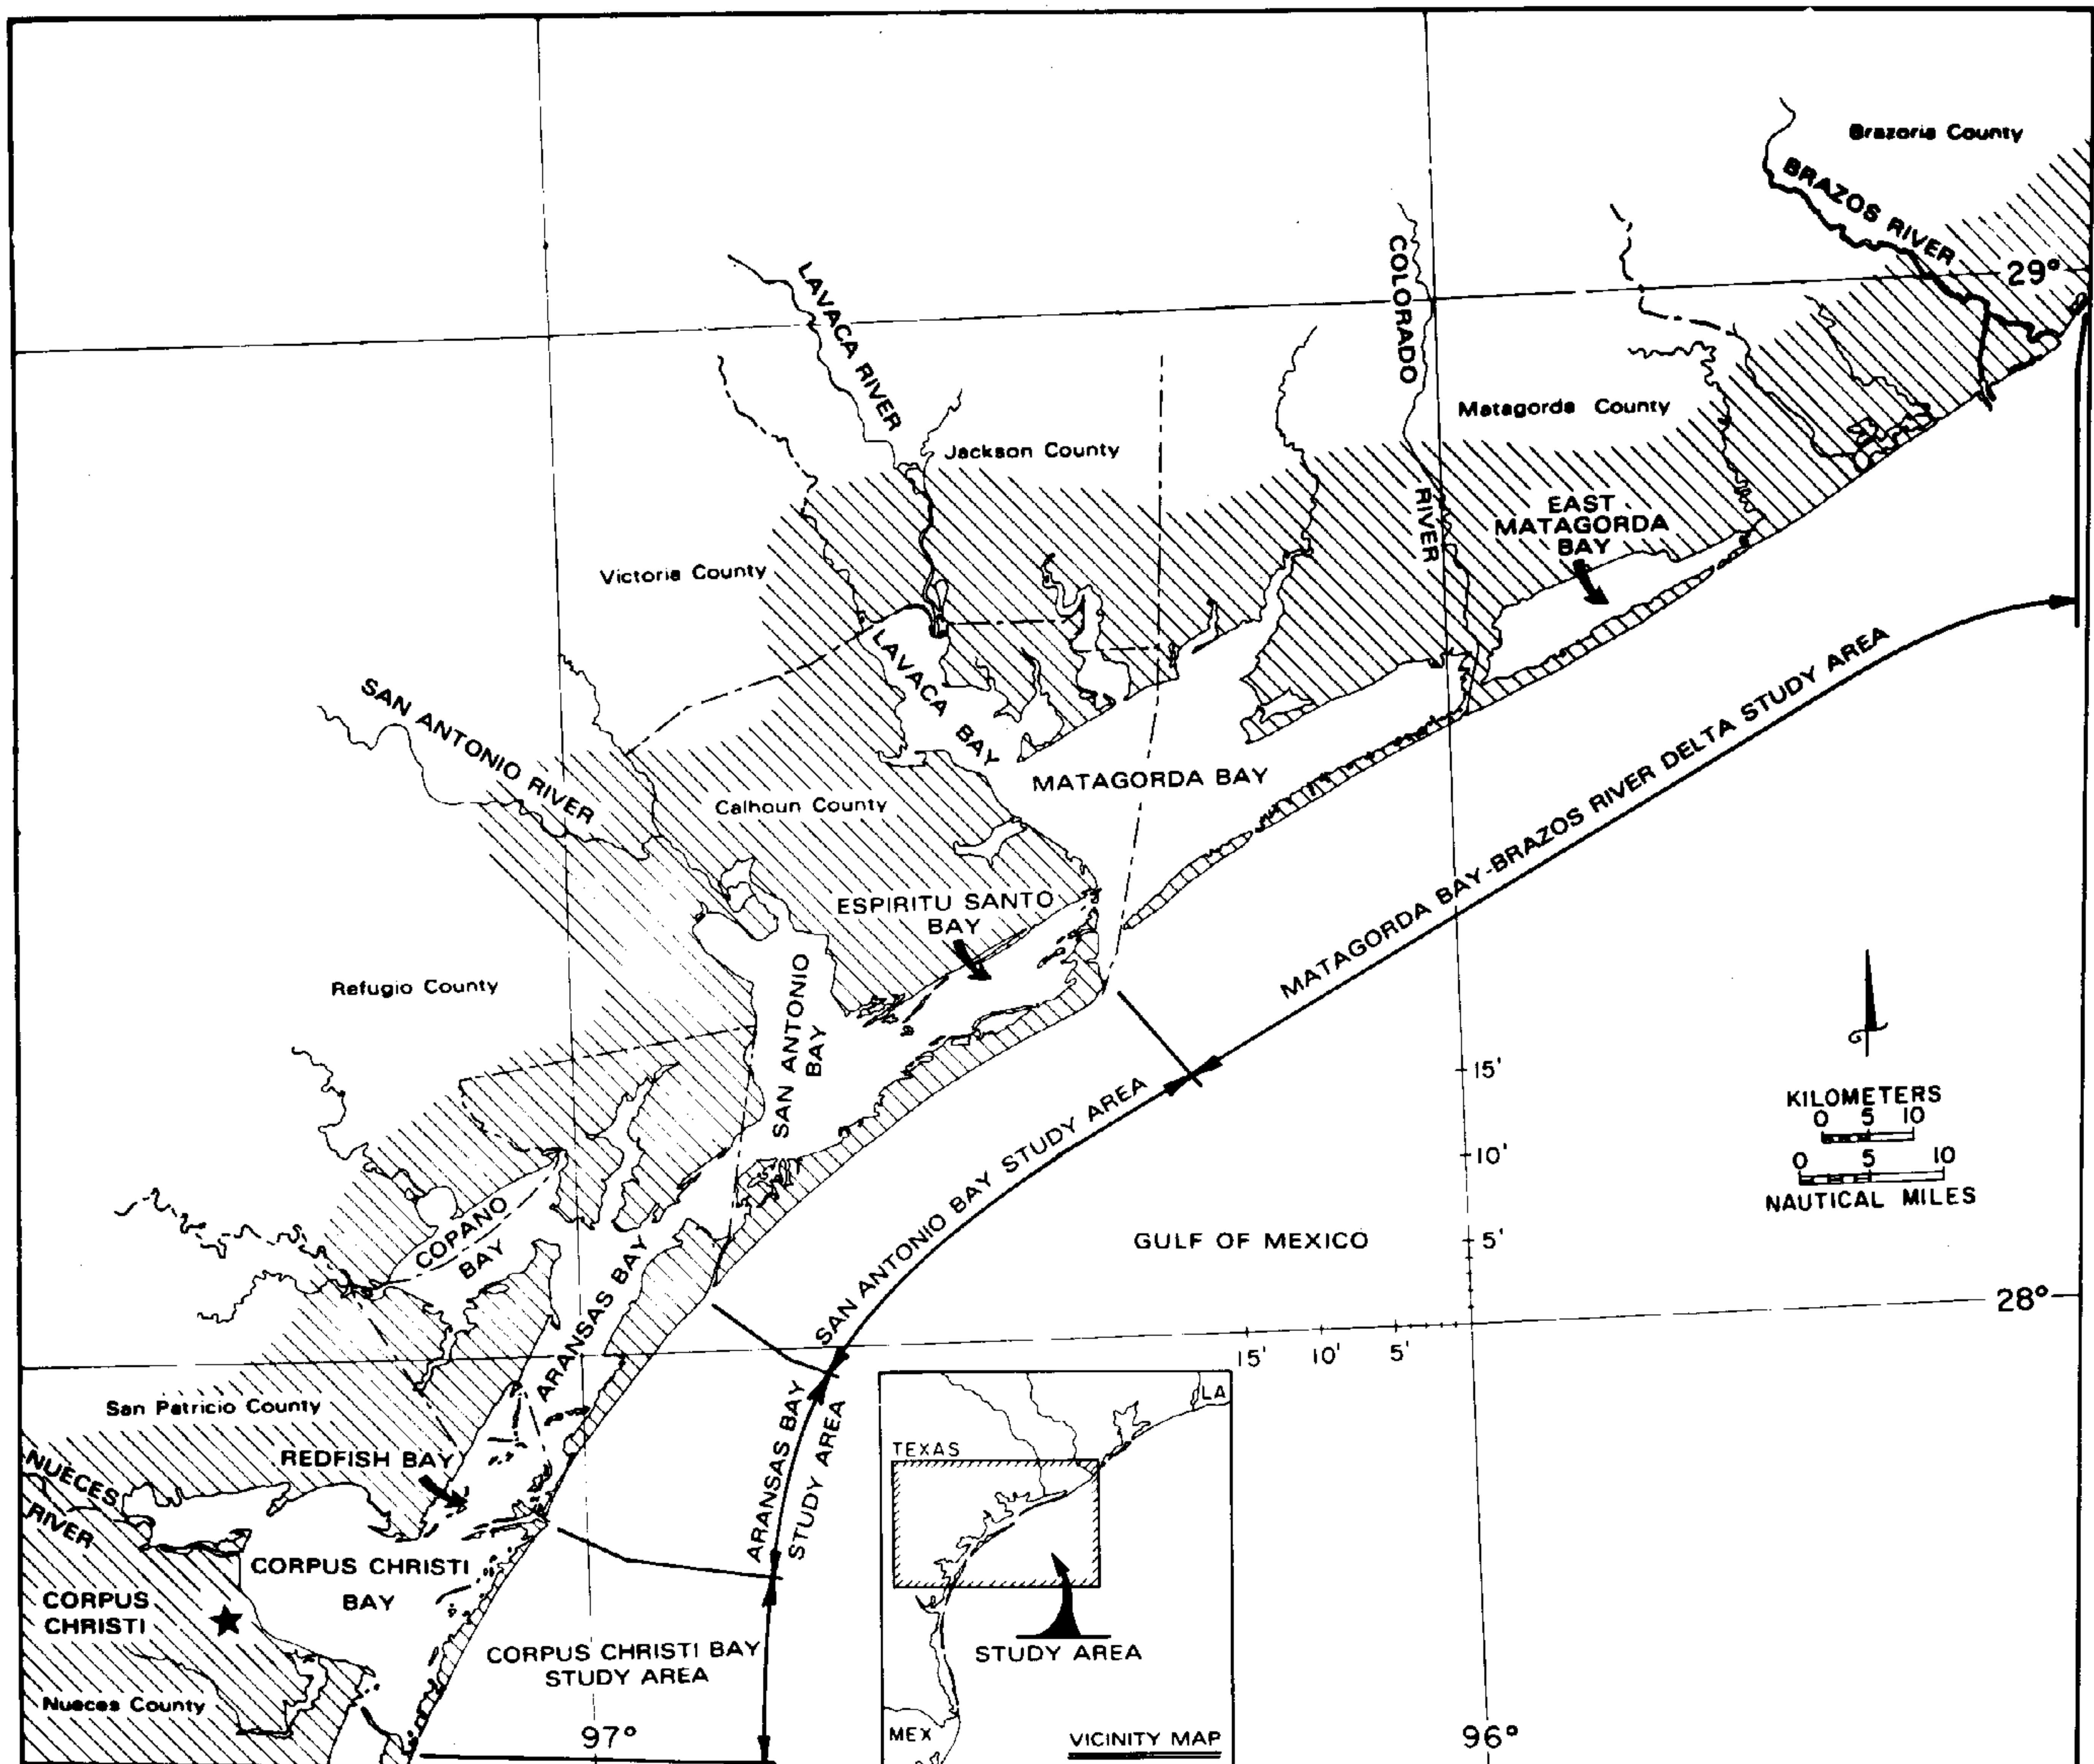 Brazoria County
BRAZOS RIVER
29°
LAVACA RIVER
COLORADO
RIVER
Matagorda County
Jackson County
EAST
MATAGORDA
BAY
Victoria County
LAVACA BAY
SAN ANTONIO RIVER
MATAGORDA BAY
Calhoun County
MATAGORDA BAY-BRAZOS RIVER DELTA STUDY AREA
ESPIRITU SANTO
BAY
Refugio County
SAN ANTONIO
BAY
SAN ANTONIO BAY STUDY AREA
15'
10'
5'
KILOMETERS
0 5 10
0 5 10
NAUTICAL MILES
COPANO
BAY
GULF OF MEXICO
28°
ARANSAS BAY
15' 10' 5'
San Patricio County
REDFISH BAY
ARANSAS BAY
STUDY AREA
NUECES
RIVER
CORPUS CHRISTI
BAY
CORPUS
CHRISTI
CORPUS CHRISTI BAY
STUDY AREA
Nueces County
97°
96°
LA
TEXAS
STUDY AREA
MEX
VICINITY MAP